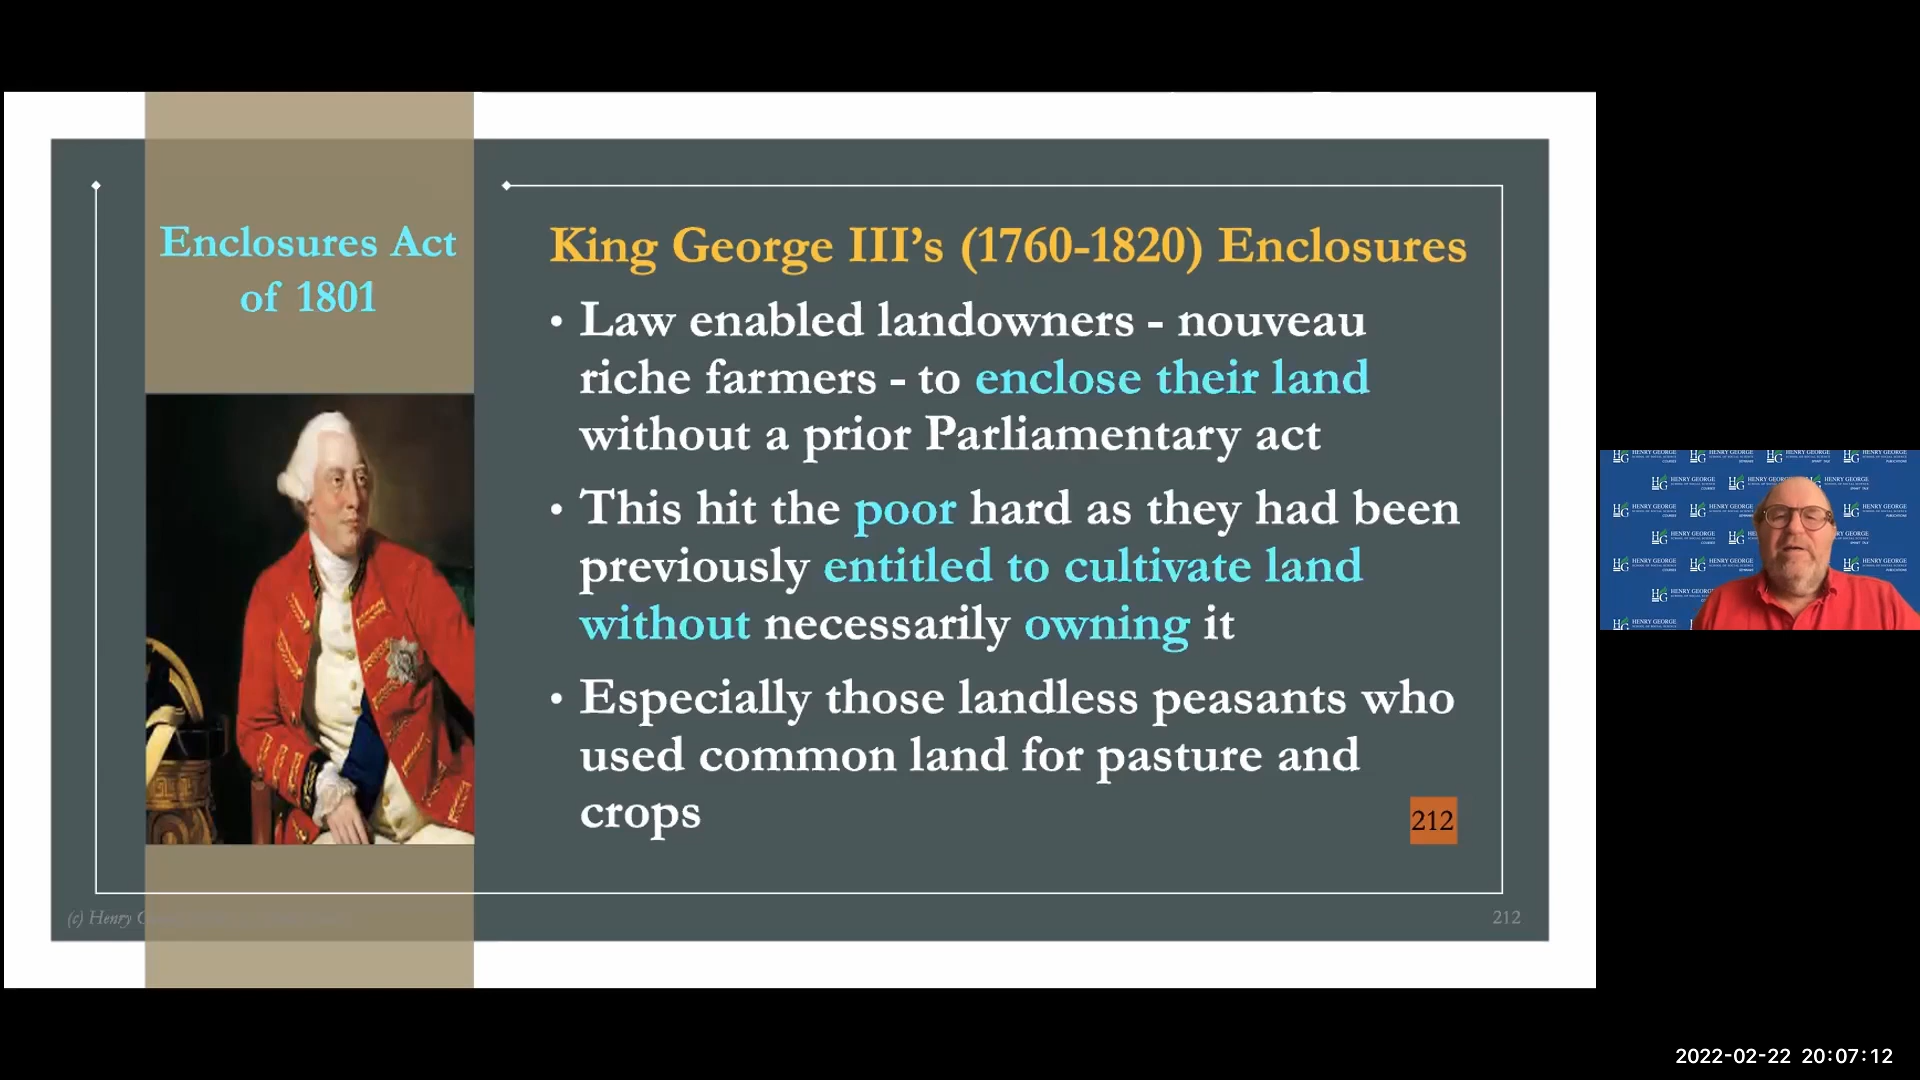 Enclosures Act
of 1801
King George III’s (1760-1820) Enclosures
• Law enabled landowners - nouveau
riche farmers - to enclose their land
without a prior Parliamentary act
• This hit the poor hard as they had been
previously entitled to cultivate land
without necessarily owning it
• Especially those landless peasants who
used common land for pasture and
crops
212
(c) Henry
212
HENRY GEORGE
2022-02-22 20:07:12